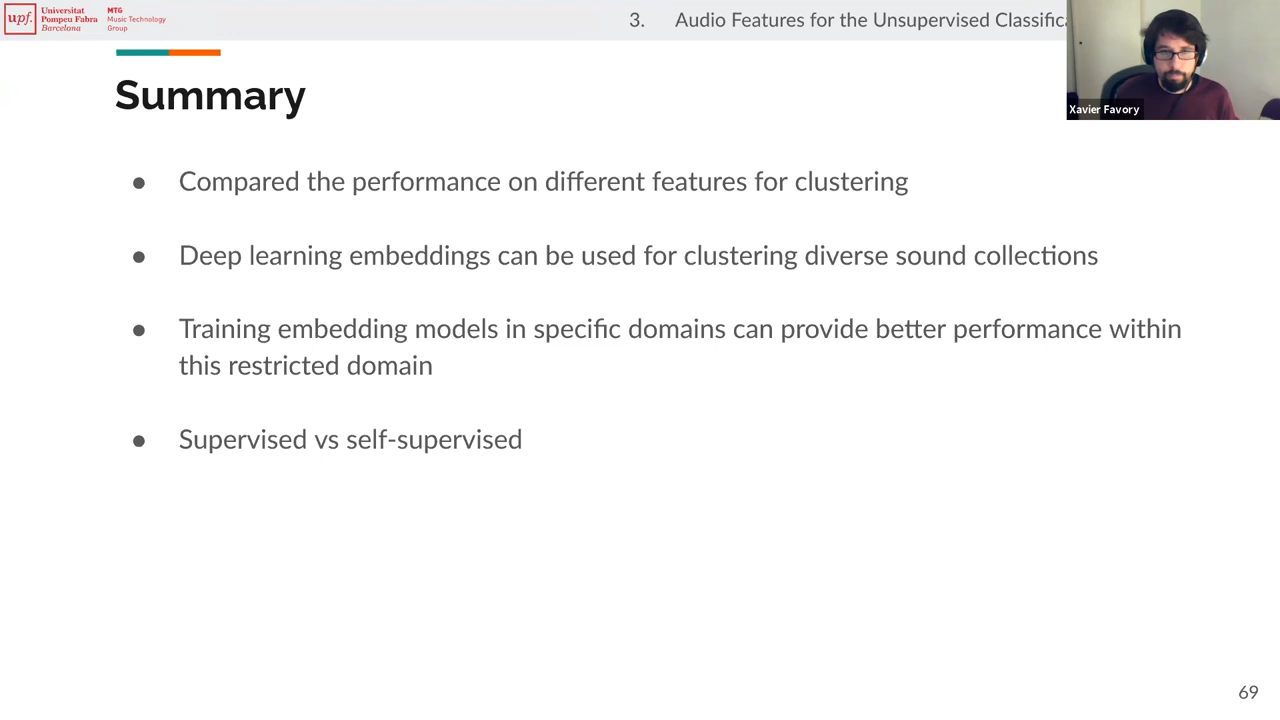 upf.
Universitat
Pompeu Fabra
Barcelona
MTG
Music Technology
Group
3. Audio Features for the Unsupervised
Xavier Favory
Summary
● Compared the performance on different features for clustering
● Deep learning embeddings can be used for clustering diverse sound collections
● Training embedding models in specific domains can provide better performance within
this restricted domain
● Supervised vs self-supervised
69